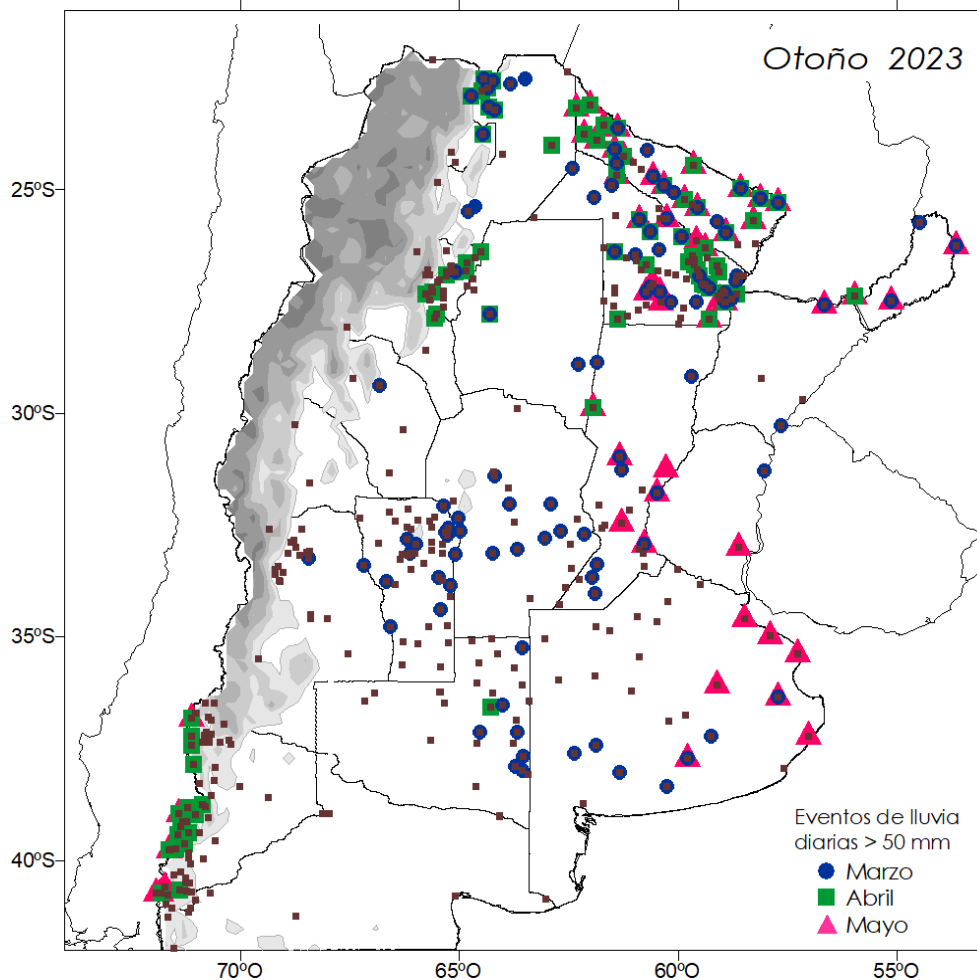 Otoño 2023
25ºS
30ºS
35ºS
40ºS
Eventos de lluvia
diarias > 50 mm
Marzo
Abril
Mayo
70ºO
65ºO
60ºO
55ºO